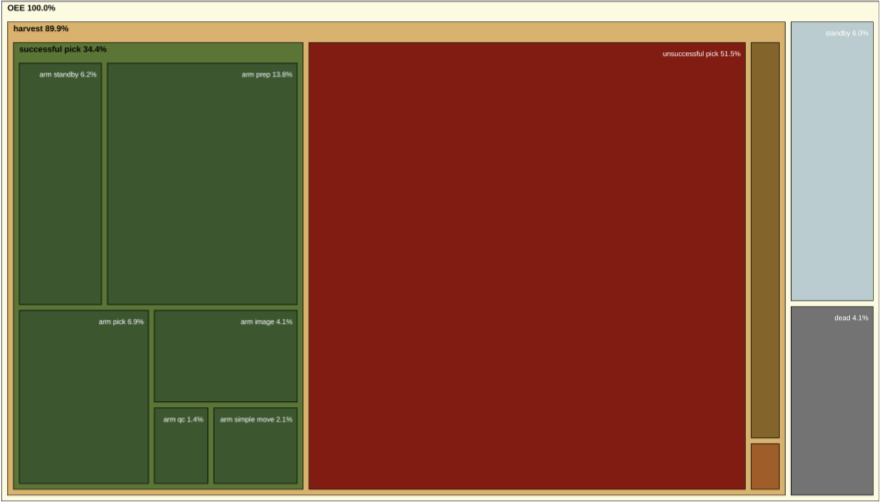 OEE 100.0%
harvest 89.9%
successful pick 34.4%
arm standby 6.2%
arm prep 13.8%
arm pick 6.9%
arm image 4.1%
arm qc 1.4%
arm simple move 2.1%
unsuccessful pick 51.5%
standby 6.0%
dead 4.1%